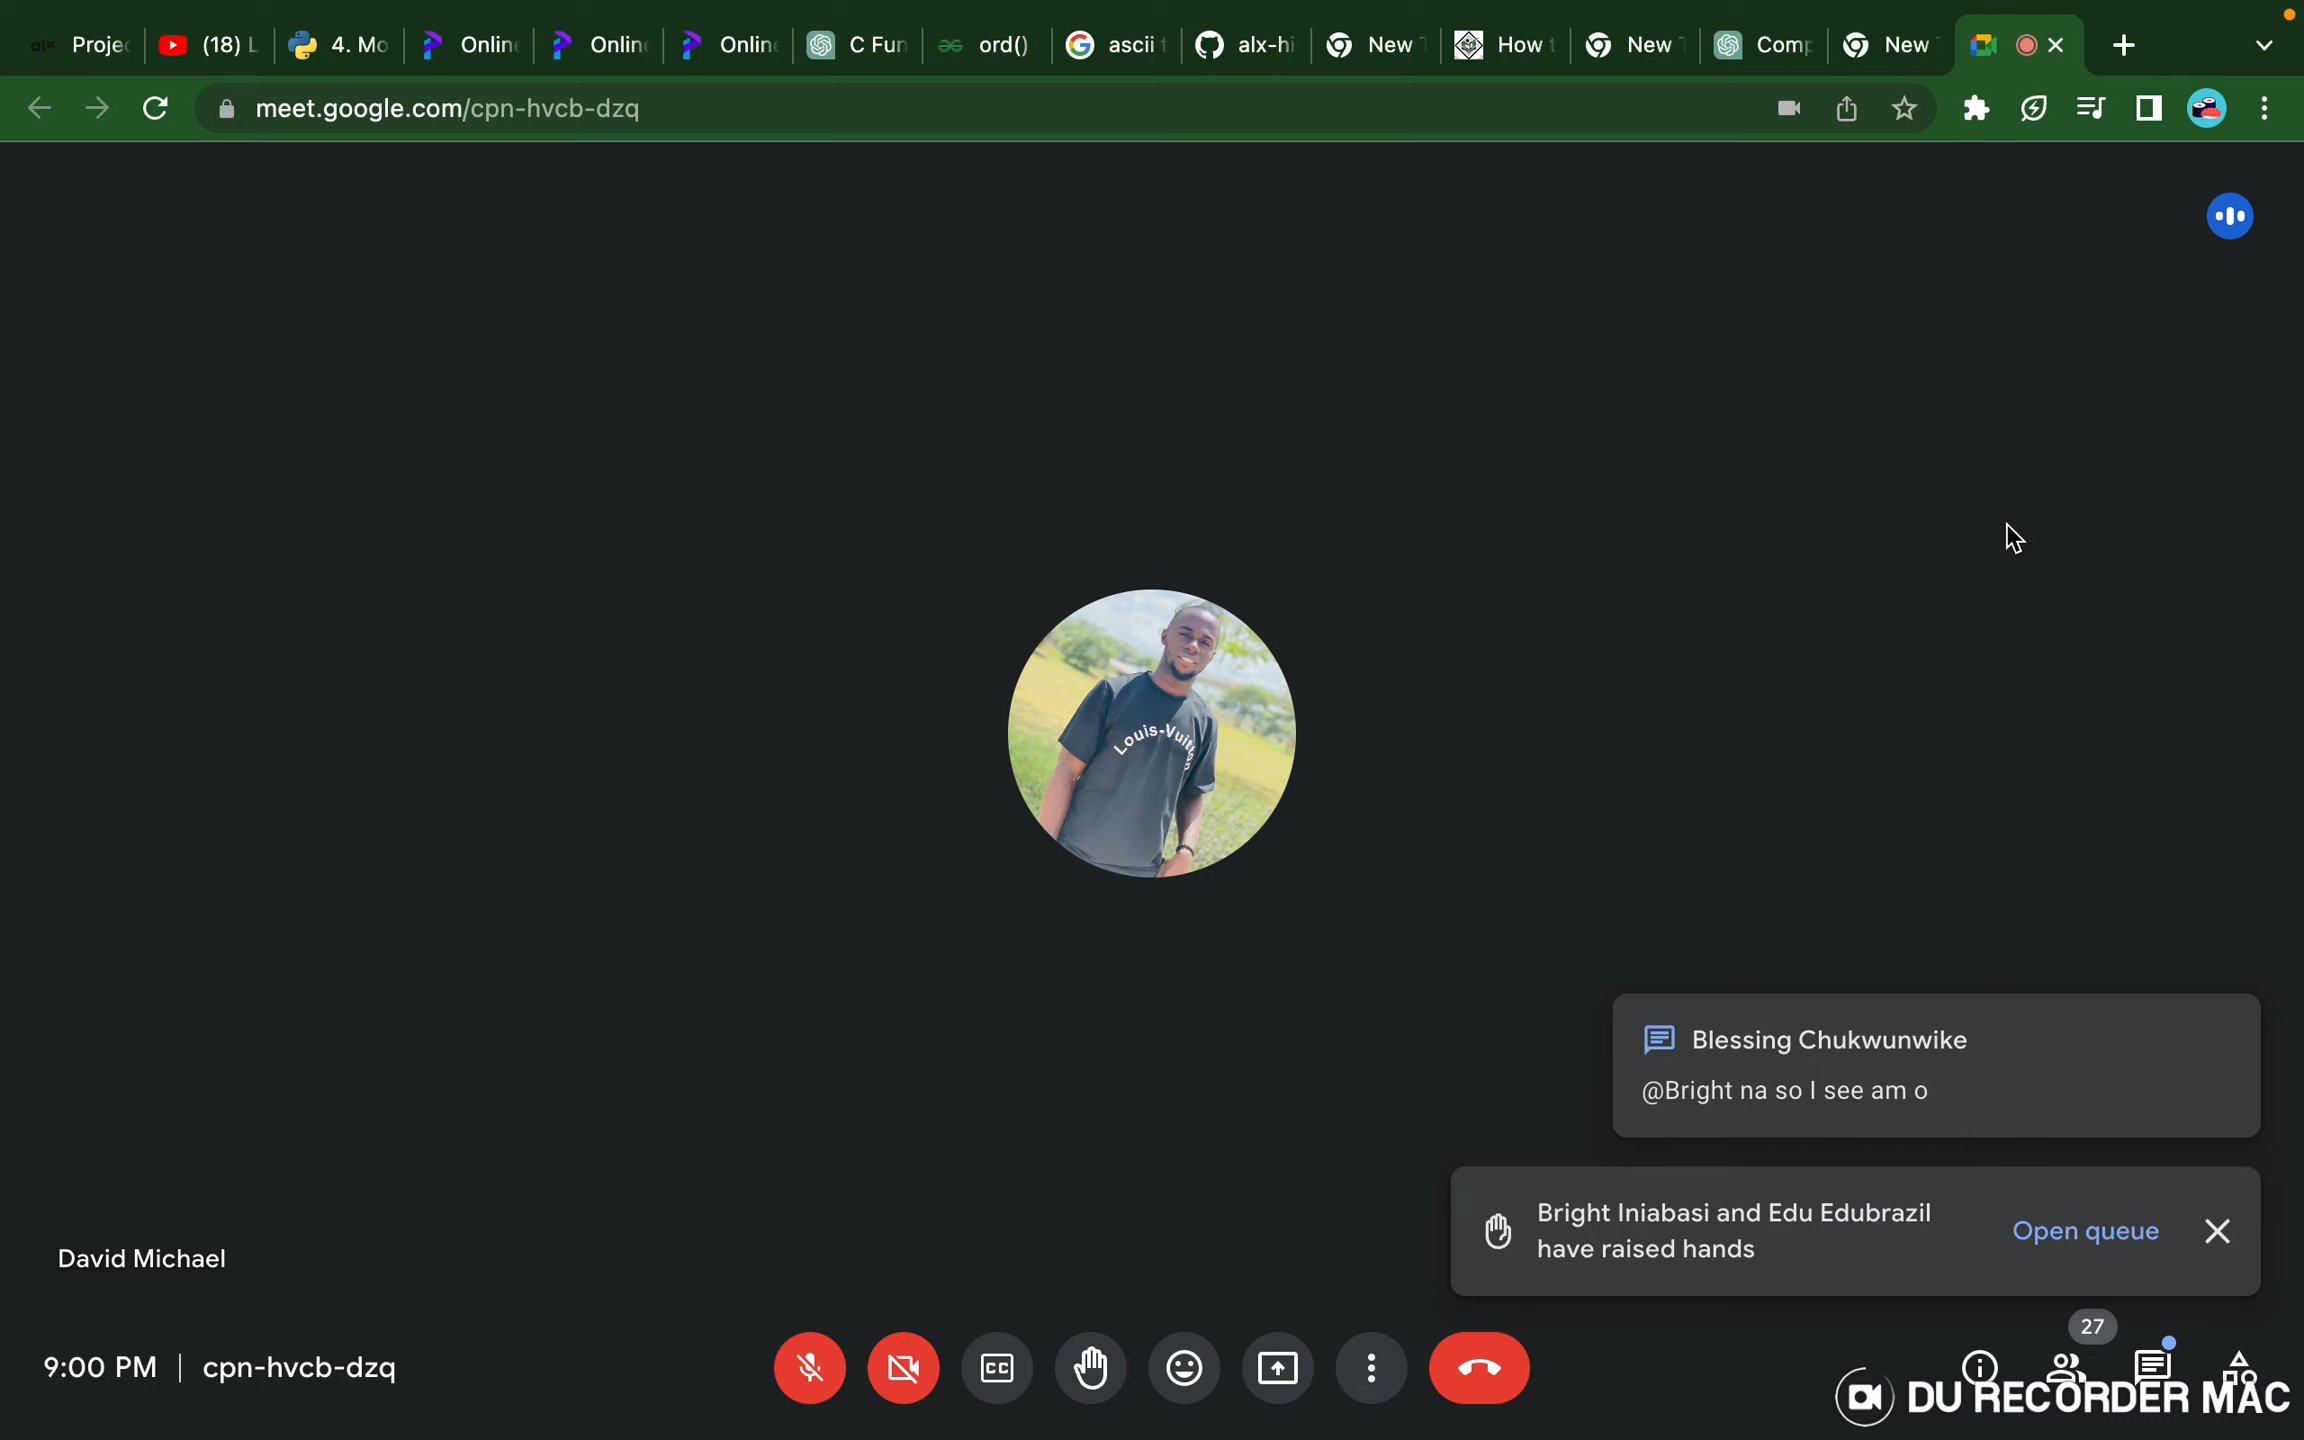 alx Projec (18) L 4. Mo Onlin Onlin Onlin C Fun ord() ascii t alx-hi New T How t New T Comp New
meet.google.com/cpn-hvcb-dzq
Louis-Vuitton
Blessing Chukwunwike
@Bright na so I see am o
Bright Iniabasi and Edu Edubrazil
have raised hands
Open queue
David Michael
27
9:00 PM | cpn-hvcb-dzq
CC
DU RECORDER MAC